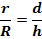 r/R = d/h